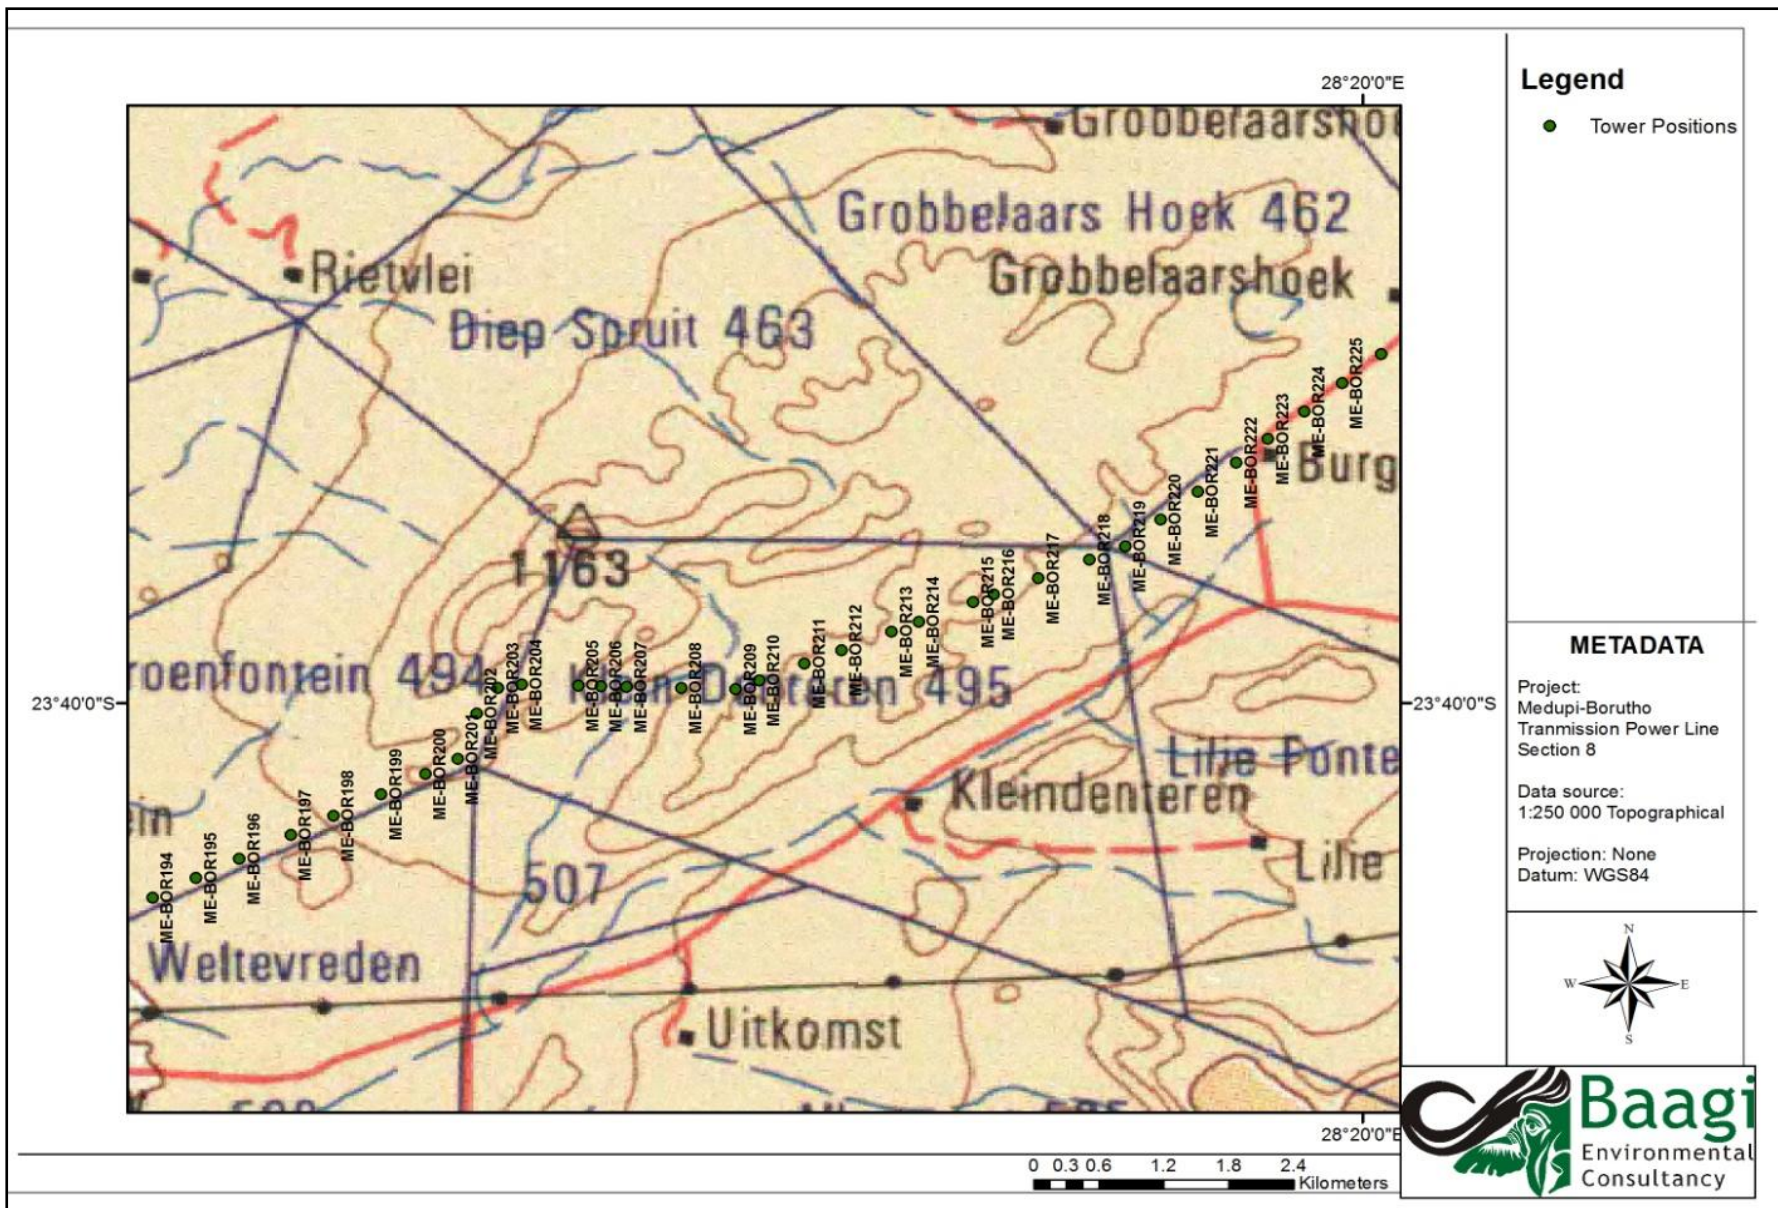 28°20'0"E
Legend
Tower Positions
Grobbelaarshoe
Grobbelaars Hoek 462
Grobbelaarshoek
Rietvlei
Diep Spruit 463
ME-BOR225
ME-BOR224
ME-BOR223
Burg
ME-BOR222
ME-BOR221
ME-BOR220
ME-BOR219
ME-BOR218
ME-BOR217
ME-BOR216
ME-BOR215
ME-BOR214
ME-BOR213
ME-BOR212
ME-BOR211
1163
roenfontein 494
ME-BOR202
ME-BOR203
ME-BOR204
ME-BOR205
ME-BOR206
ME-BOR207
ME-BOR208
ME-BOR209
ME-BOR210
Klein Denteren 495
23°40'0"S
23°40'0"S
ME-BOR201
ME-BOR200
ME-BOR199
ME-BOR198
ME-BOR197
ME-BOR196
ME-BOR195
ME-BOR194
Lilje Fonte
Kleindenteren
ein
Lilje
507
Weltevreden
Uitkomst
METADATA
Project:
Medupi-Borutho
Tranmission Power Line
Section 8
Data source:
1:250 000 Topographical
Projection: None
Datum: WGS84
N
W E
S
28°20'0"E
0 0.3 0.6 1.2 1.8 2.4
Kilometers
Baagi
Environmental
Consultancy